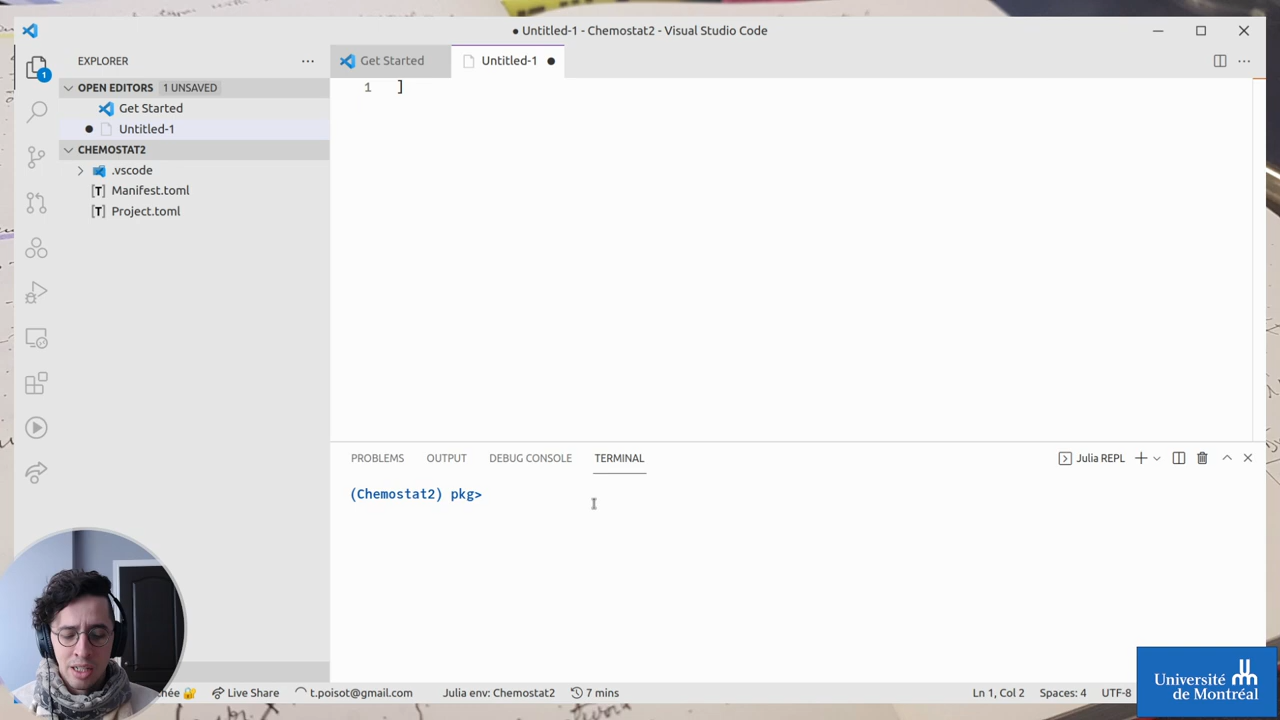 ● Untitled-1 - Chemostat2 - Visual Studio Code
EXPLORER
Get Started
Untitled-1
OPEN EDITORS 1 UNSAVED
1 ]
1
Get Started
Untitled-1
CHEMOSTAT2
.vscode
[T] Manifest.toml
[T] Project.toml
PROBLEMS OUTPUT DEBUG CONSOLE TERMINAL
Julia REPL
(Chemostat2) pkg>
Live Share
t.poisot@gmail.com
Julia env: Chemostat2
7 mins
Ln 1, Col 2
Spaces: 4
UTF-8
Université
de Montréal